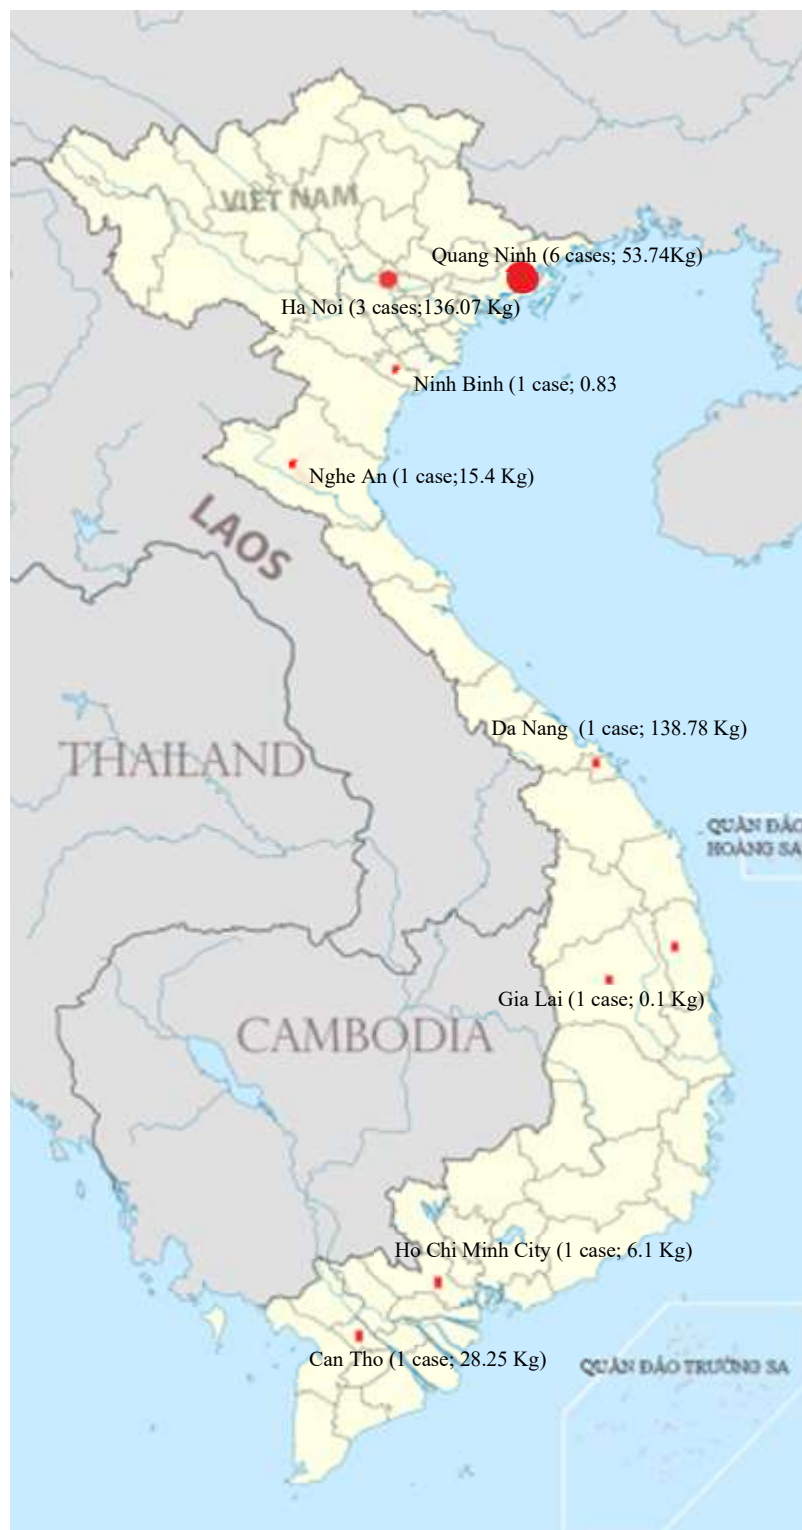 VIỆT NAM
Quang Ninh (6 cases; 53.74Kg)
Ha Noi (3 cases;136.07 Kg)
Ninh Binh (1 case; 0.83
Nghe An (1 case;15.4 Kg)
LAOS
Da Nang (1 case; 138.78 Kg)
THAILAND
QUẦN ĐẢO
HOÀNG SA
Gia Lai (1 case; 0.1 Kg)
CAMBODIA
Ho Chi Minh City (1 case; 6.1 Kg)
Can Tho (1 case; 28.25 Kg)
QUẦN ĐẢO TRƯỜNG SA